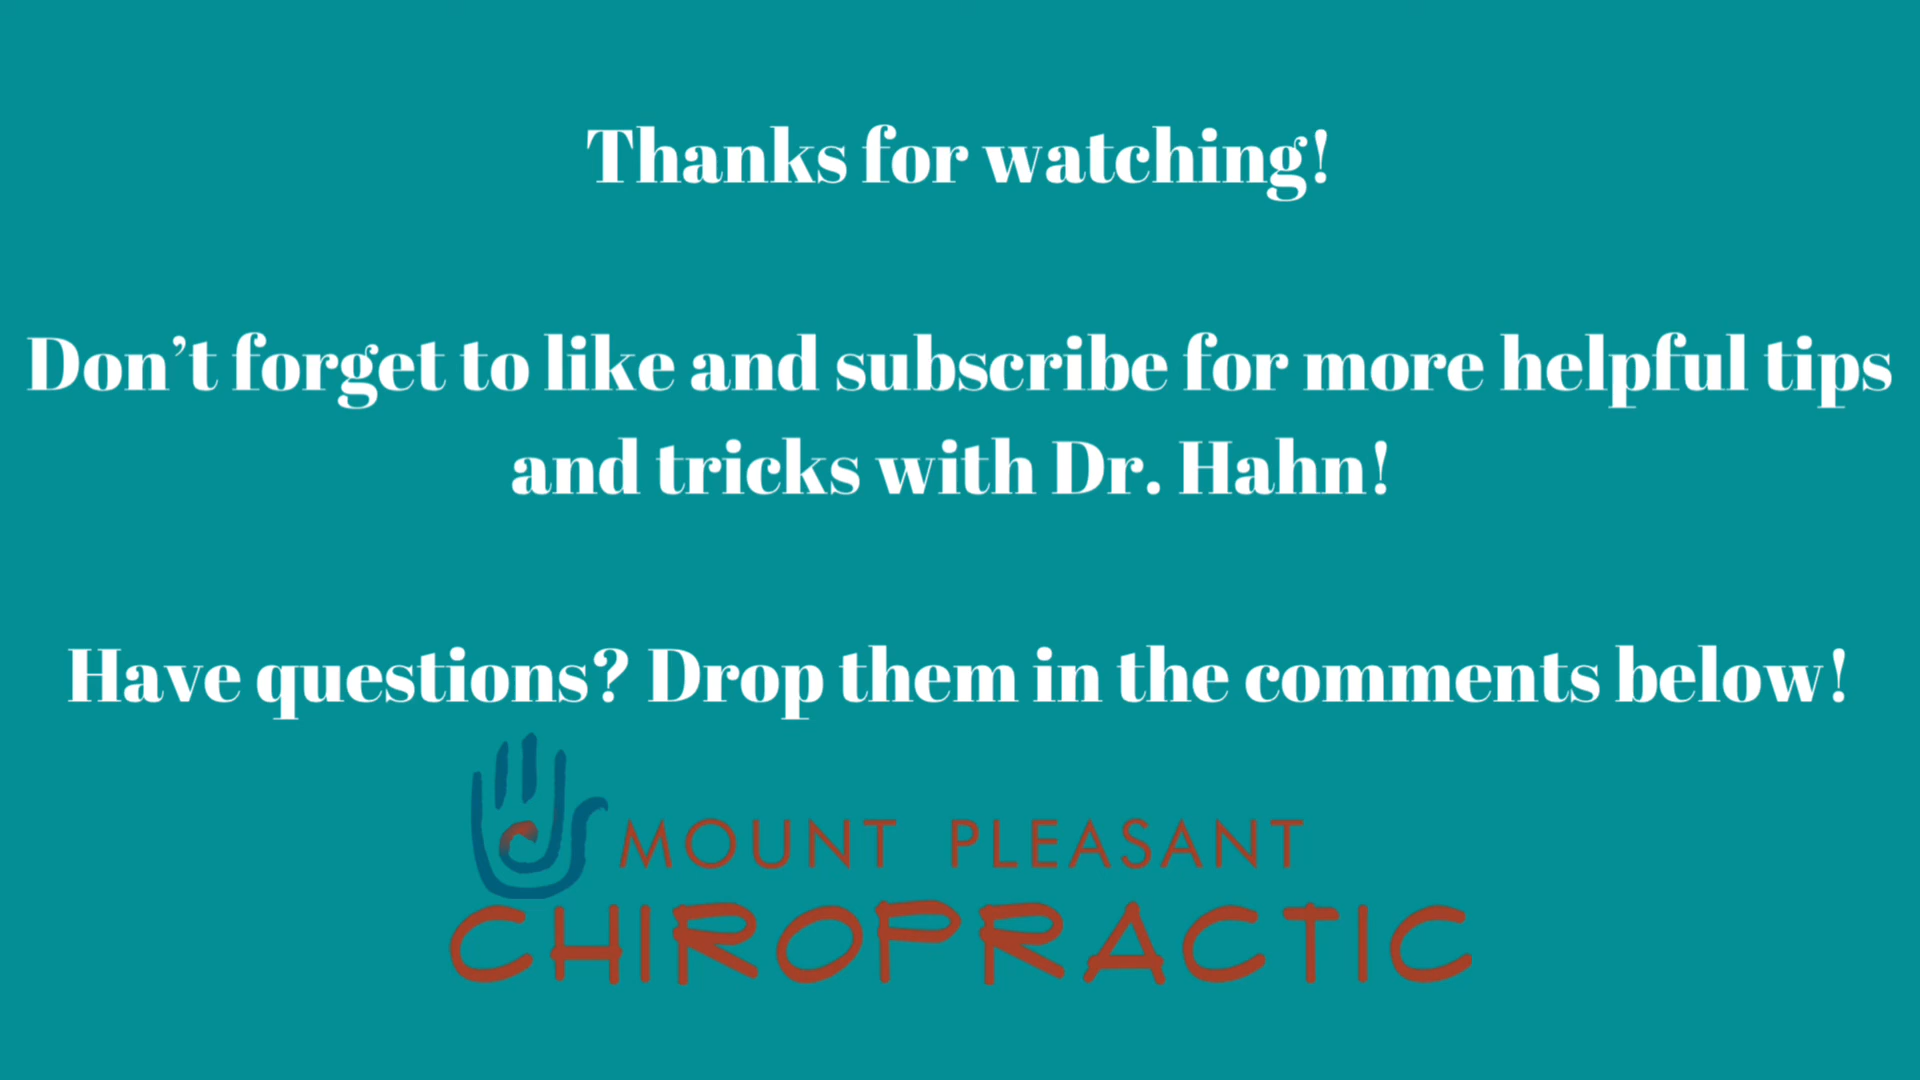 Thanks for watching!
Don’t forget to like and subscribe for more helpful tips
and tricks with Dr. Hahn!
Have questions? Drop them in the comments below!
MOUNT PLEASANT
CHIROPRACTIC